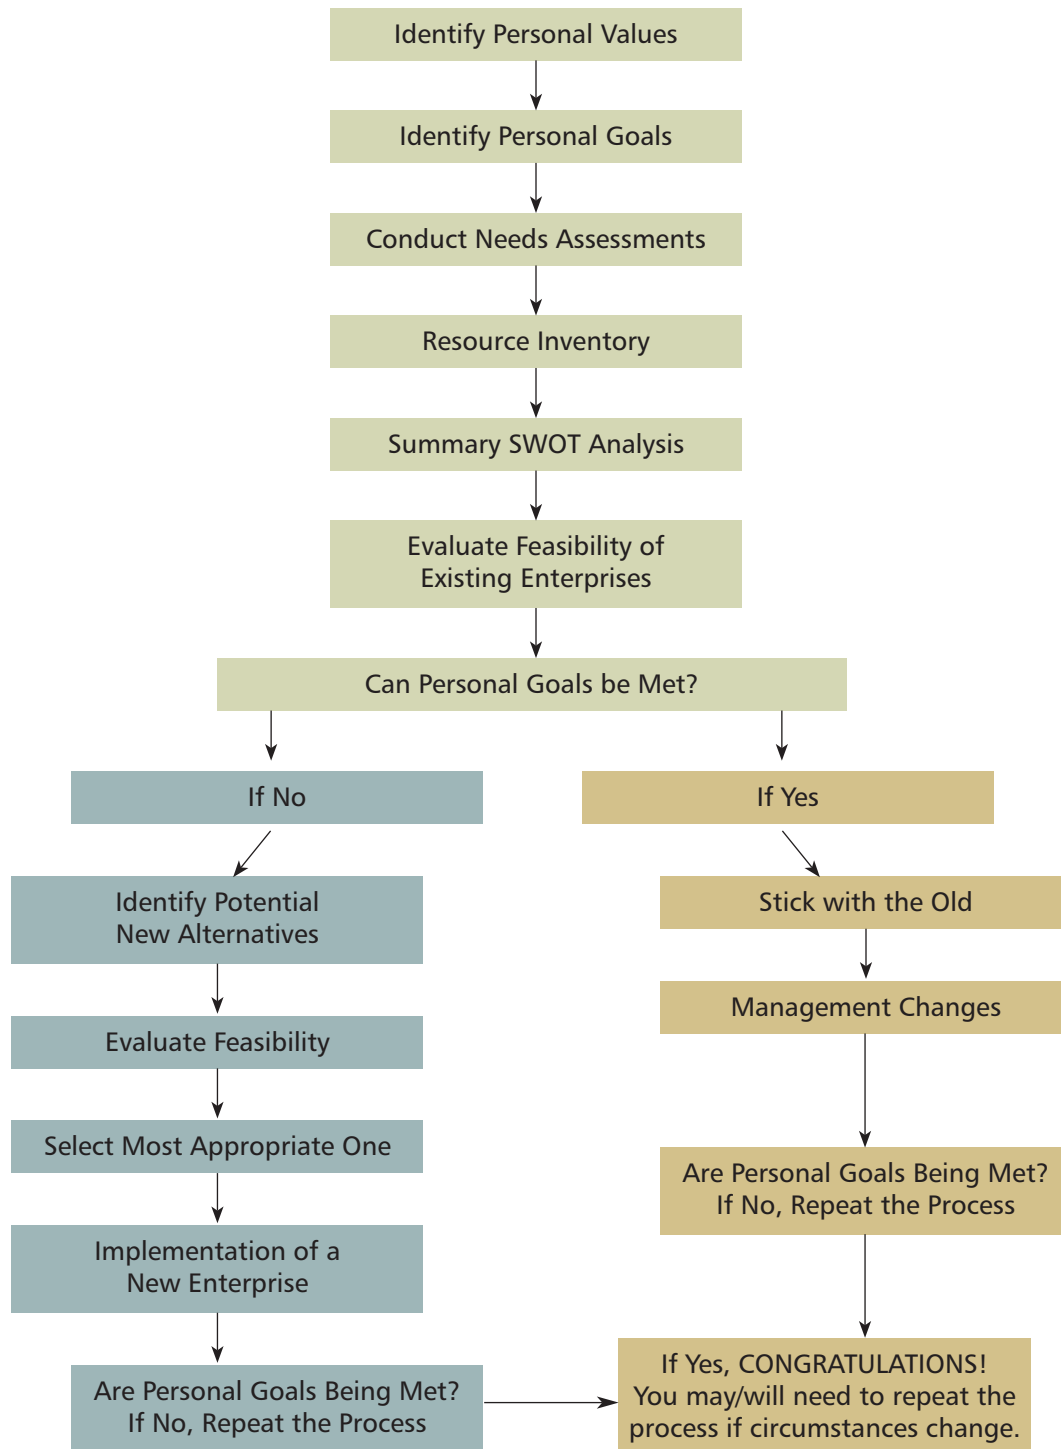 Identify Personal Values
Identify Personal Goals
Conduct Needs Assessments
Resource Inventory
Summary SWOT Analysis
Evaluate Feasibility of
Existing Enterprises
Can Personal Goals be Met?
If No
Identify Potential
New Alternatives
Evaluate Feasibility
Select Most Appropriate One
Implementation of a
New Enterprise
Are Personal Goals Being Met?
If No, Repeat the Process
If Yes
Stick with the Old
Management Changes
Are Personal Goals Being Met?
If No, Repeat the Process
If Yes, CONGRATULATIONS!
You may/will need to repeat the
process if circumstances change.